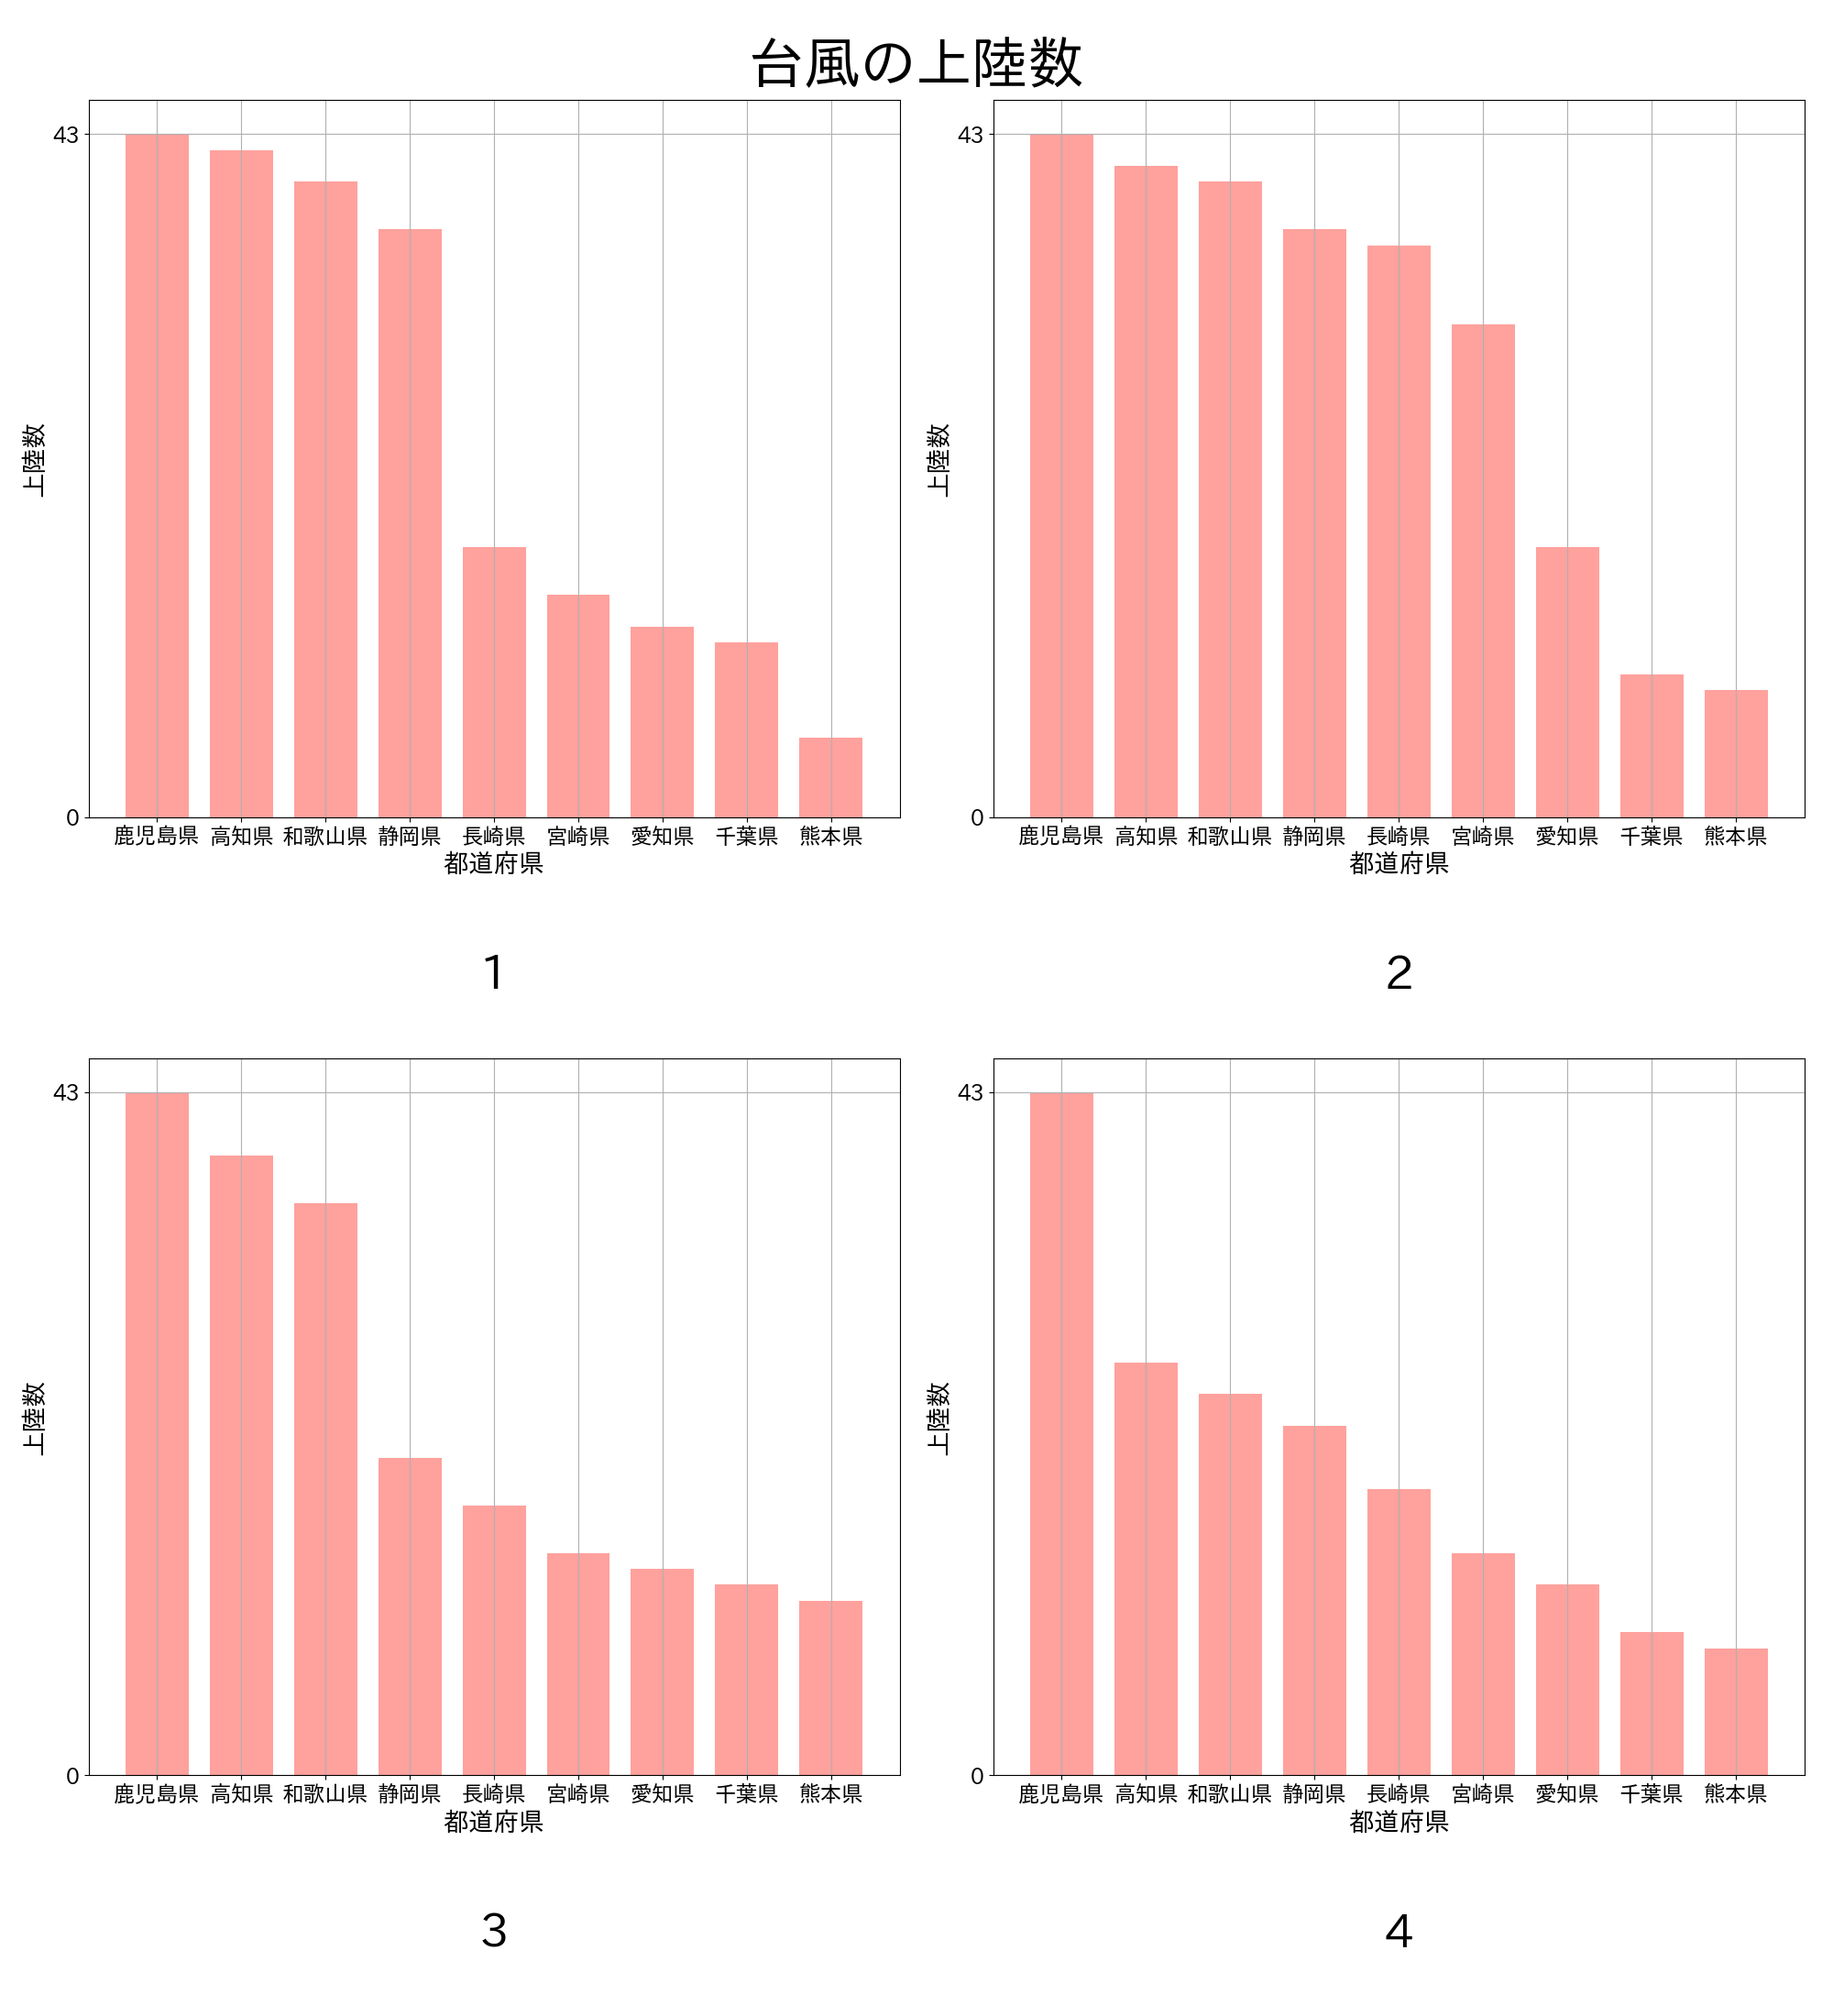 台風の上陸数
43
0
上陸数
鹿児島県 高知県 和歌山県 静岡県 長崎県 宮崎県 愛知県 千葉県 熊本県
都道府県
1
43
0
上陸数
鹿児島県 高知県 和歌山県 静岡県 長崎県 宮崎県 愛知県 千葉県 熊本県
都道府県
2
43
0
上陸数
鹿児島県 高知県 和歌山県 静岡県 長崎県 宮崎県 愛知県 千葉県 熊本県
都道府県
3
43
0
上陸数
鹿児島県 高知県 和歌山県 静岡県 長崎県 宮崎県 愛知県 千葉県 熊本県
都道府県
4